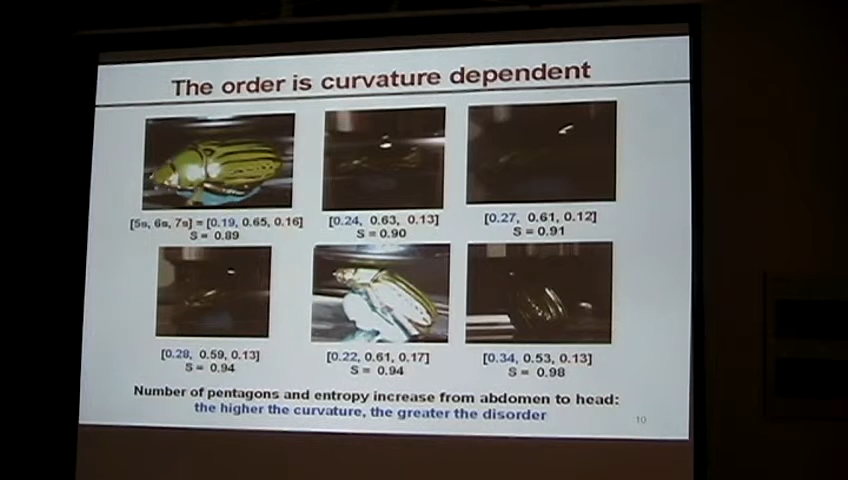 The order is curvature dependent
[5s, 6s, 7s] = [0.19, 0.65, 0.16]
S = 0.89
[0.24, 0.63, 0.13]
S = 0.90
[0.27, 0.61, 0.12]
S = 0.91
[0.28, 0.59, 0.13]
S = 0.94
[0.22, 0.61, 0.17]
S = 0.94
[0.34, 0.53, 0.13]
S = 0.98
Number of pentagons and entropy increase from abdomen to head:
the higher the curvature, the greater the disorder
10